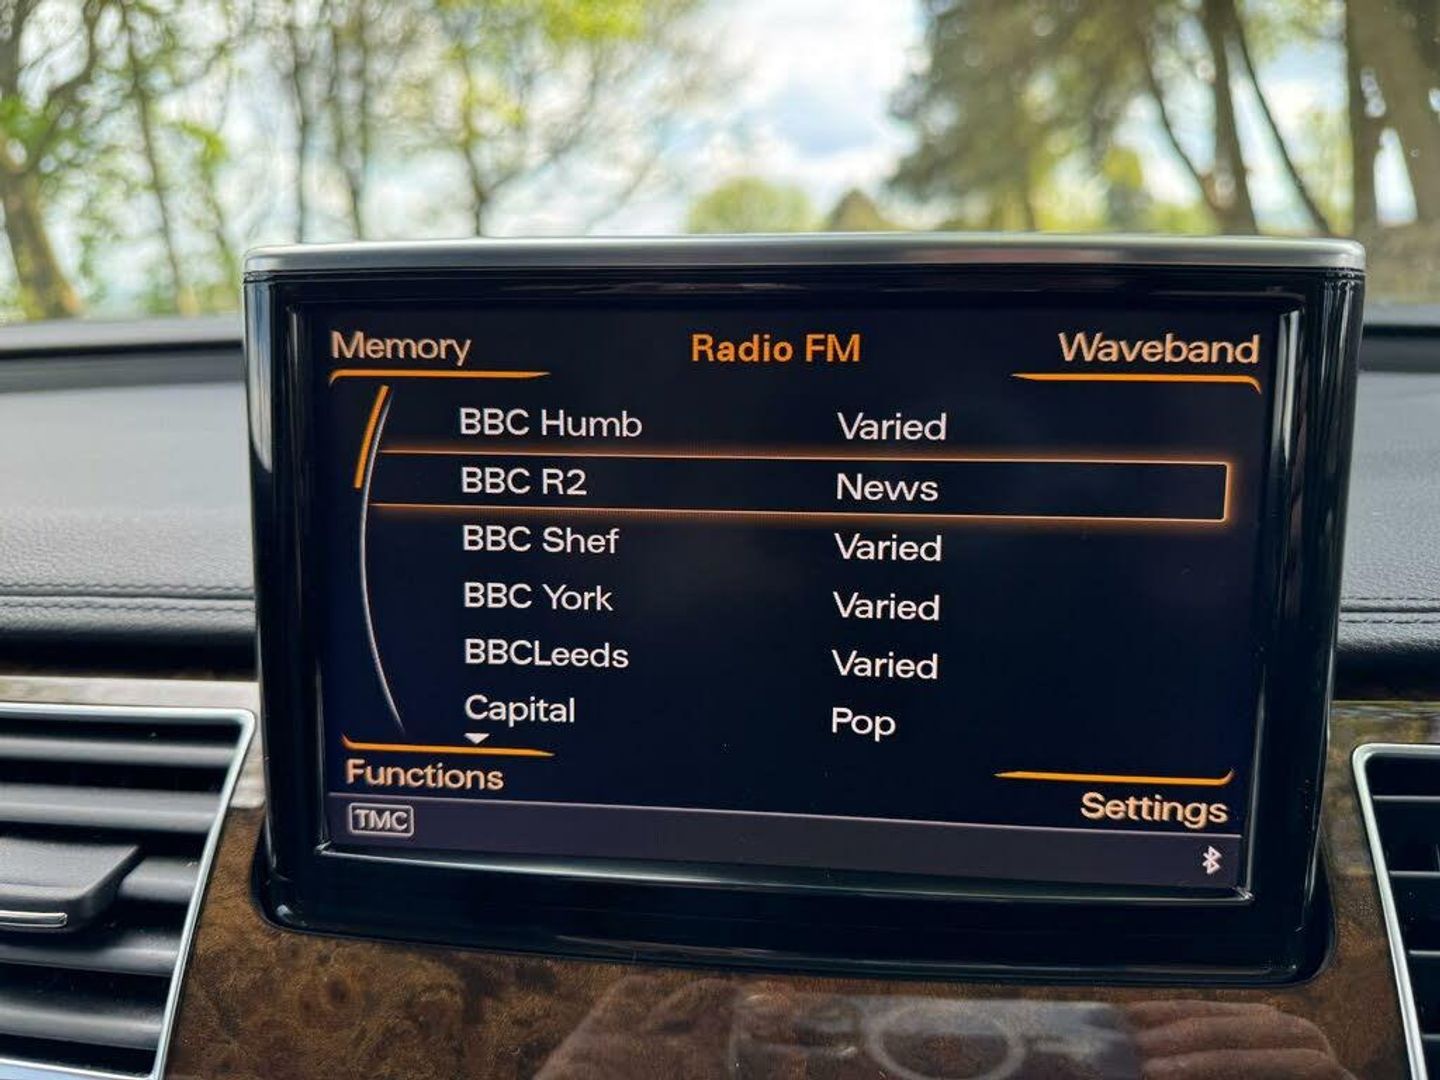 Memory Radio FM Waveband
BBC Humb Varied
BBC R2 News
BBC Shef Varied
BBC York Varied
BBCLeeds Varied
Capital Pop
Functions Settings
TMC